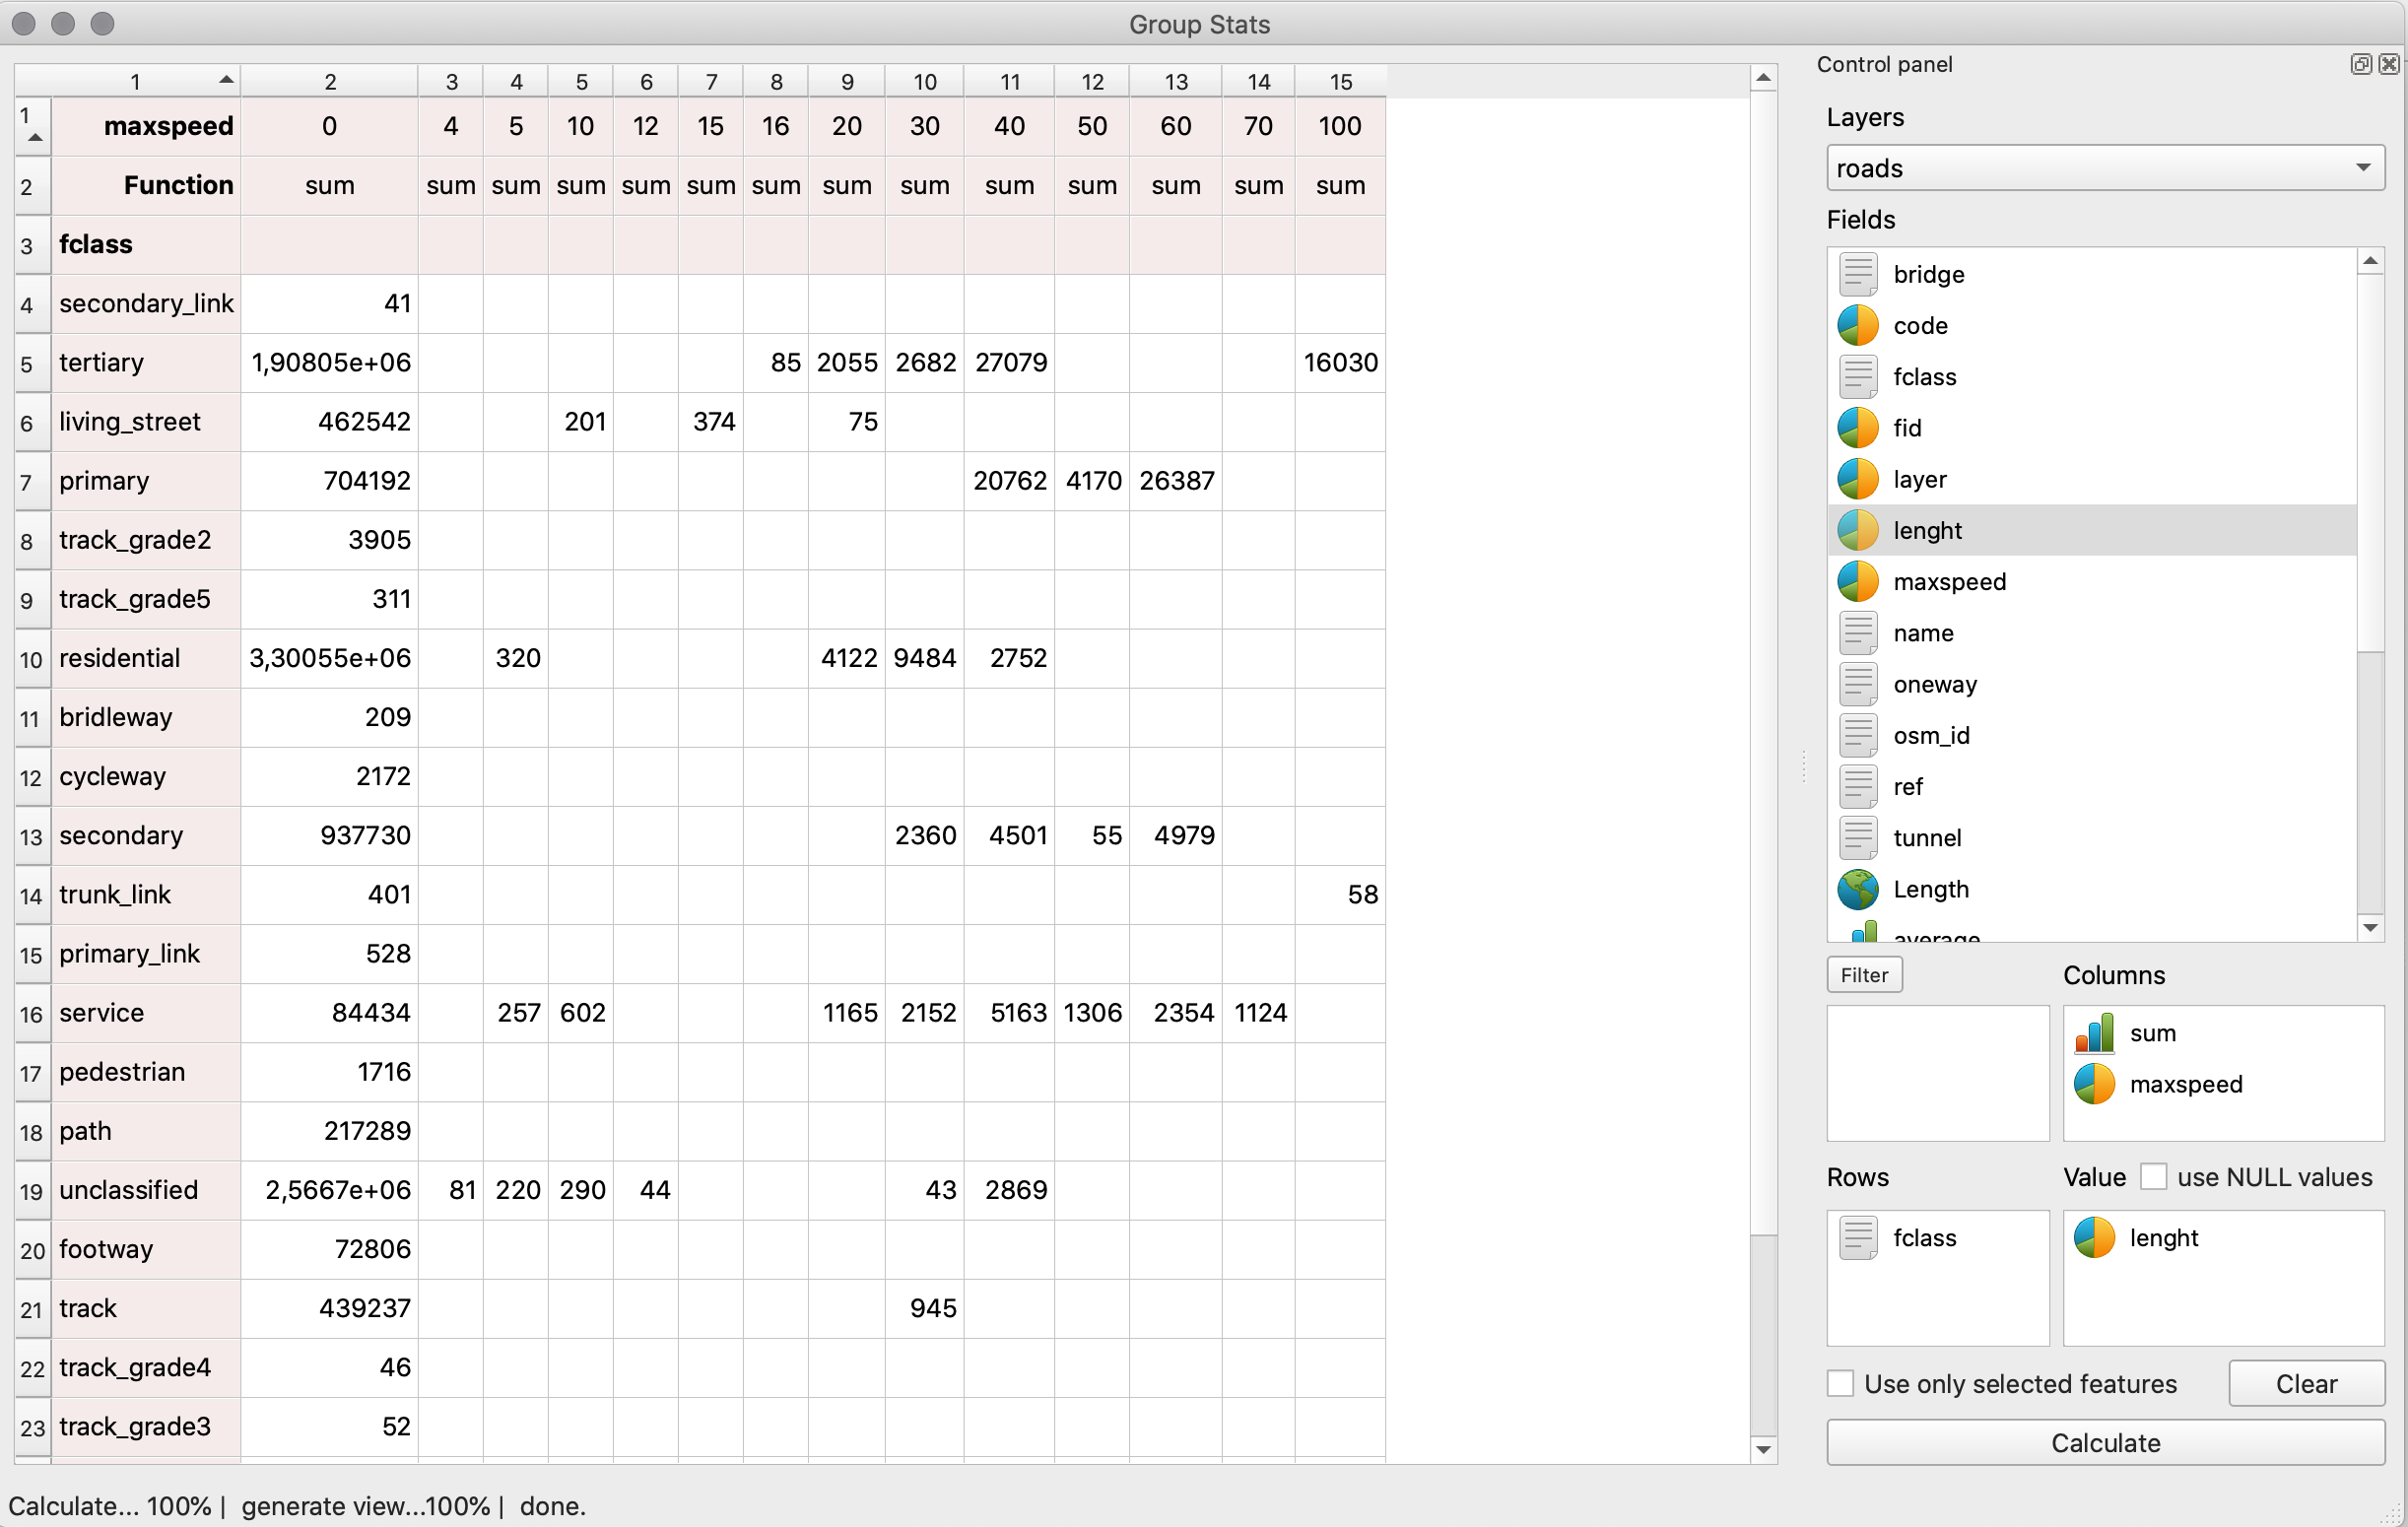 Group Stats
1 2 3 4 5 6 7 8 9 10 11 12 13 14 15
1 maxspeed 0 4 5 10 12 15 16 20 30 40 50 60 70 100
2 Function sum sum sum sum sum sum sum sum sum sum sum sum sum sum
3 fclass
4 secondary_link 41
5 tertiary 1,90805e+06 85 2055 2682 27079 16030
6 living_street 462542 201 374 75
7 primary 704192 20762 4170 26387
8 track_grade2 3905
9 track_grade5 311
10 residential 3,30055e+06 320 4122 9484 2752
11 bridleway 209
12 cycleway 2172
13 secondary 937730 2360 4501 55 4979
14 trunk_link 401 58
15 primary_link 528
16 service 84434 257 602 1165 2152 5163 1306 2354 1124
17 pedestrian 1716
18 path 217289
19 unclassified 2,5667e+06 81 220 290 44 43 2869
20 footway 72806
21 track 439237 945
22 track_grade4 46
23 track_grade3 52
Calculate... 100% | generate view...100% | done.
Control panel
Layers
roads
Fields
bridge
code
fclass
fid
layer
lenght
maxspeed
name
oneway
osm_id
ref
tunnel
Length
average
Filter
Columns
sum
maxspeed
Rows
fclass
Value use NULL values
lenght
Use only selected features
Clear
Calculate